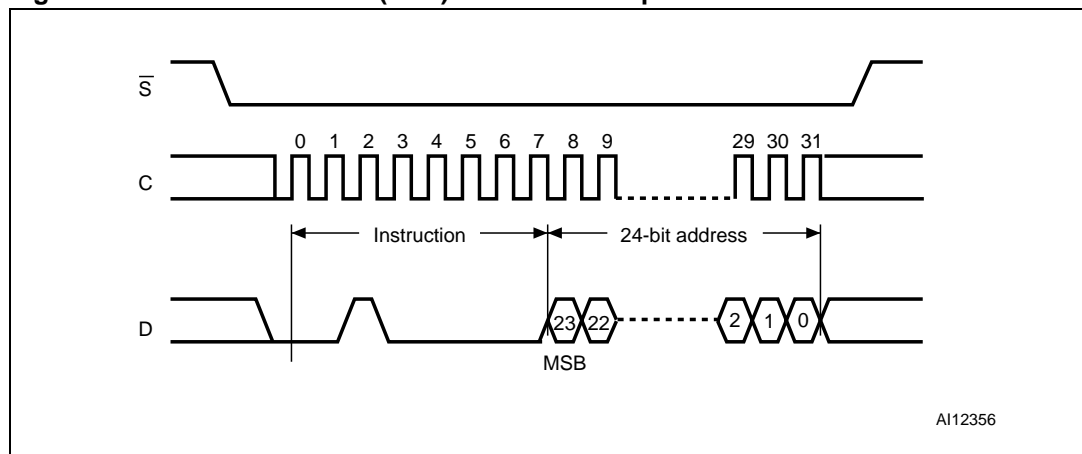 S̅
0 1 2 3 4 5 6 7 8 9 29 30 31
C
Instruction 24-bit address
D
23 22 2 1 0
MSB
AI12356